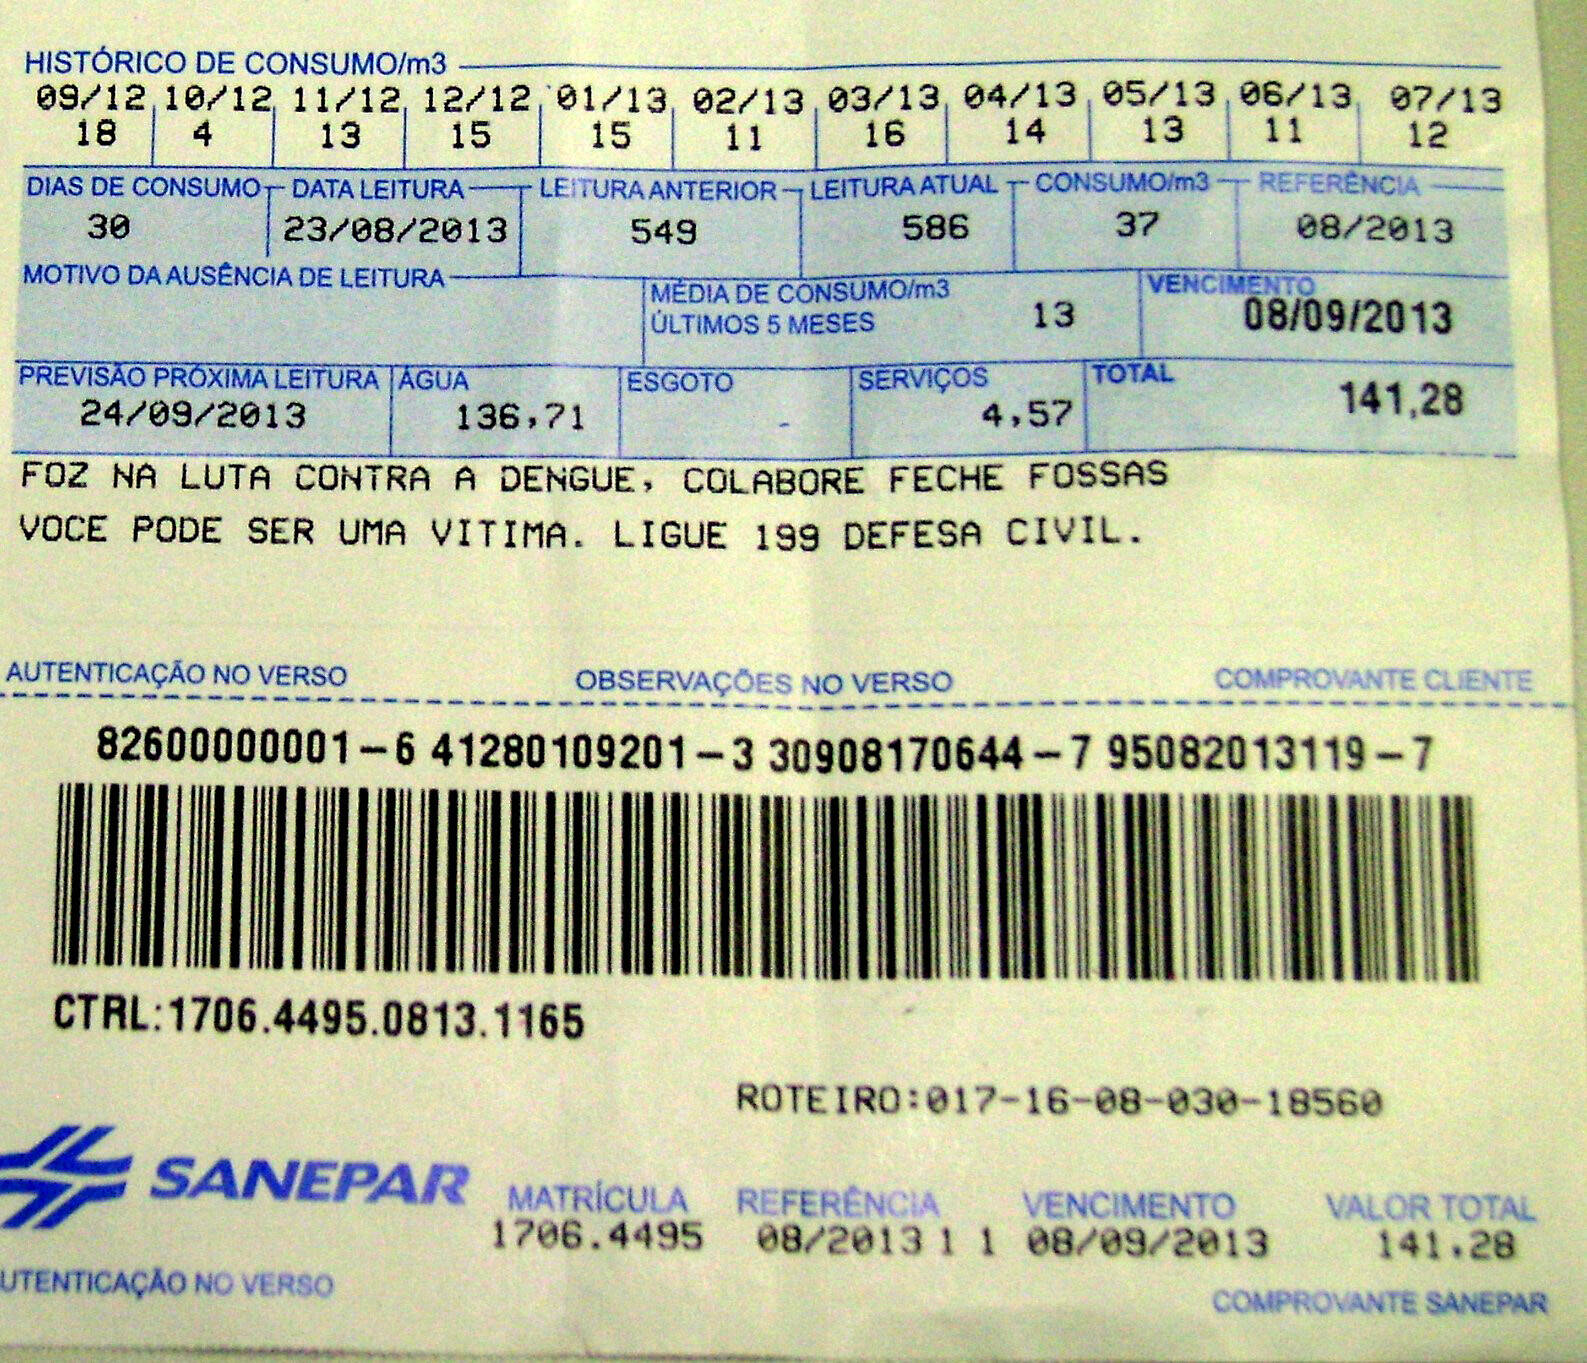 HISTÓRICO DE CONSUMO/m3
09/12 10/12 11/12 12/12 01/13 02/13 03/13 04/13 05/13 06/13 07/13
18 4 13 15 15 11 16 14 13 11 12
DIAS DE CONSUMO DATA LEITURA LEITURA ANTERIOR LEITURA ATUAL CONSUMO/m3 REFERÊNCIA
30 23/08/2013 549 586 37 08/2013
MOTIVO DA AUSÊNCIA DE LEITURA MÉDIA DE CONSUMO/m3 VENCIMENTO
ÚLTIMOS 5 MESES 13 08/09/2013
PREVISÃO PRÓXIMA LEITURA ÁGUA ESGOTO SERVIÇOS TOTAL
24/09/2013 136,71 - 4,57 141,28
FOZ NA LUTA CONTRA A DENGUE, COLABORE FECHE FOSSAS
VOCE PODE SER UMA VITIMA. LIGUE 199 DEFESA CIVIL.
AUTENTICAÇÃO NO VERSO OBSERVAÇÕES NO VERSO COMPROVANTE CLIENTE
82600000001-6 41280109201-3 30908170644-7 95082013119-7
CTRL:1706.4495.0813.1165
ROTEIRO:017-16-08-030-18560
SANEPAR
MATRÍCULA REFERÊNCIA VENCIMENTO VALOR TOTAL
1706.4495 08/2013 1 1 08/09/2013 141.28
UTENTICAÇÃO NO VERSO
COMPROVANTE SANEPAR